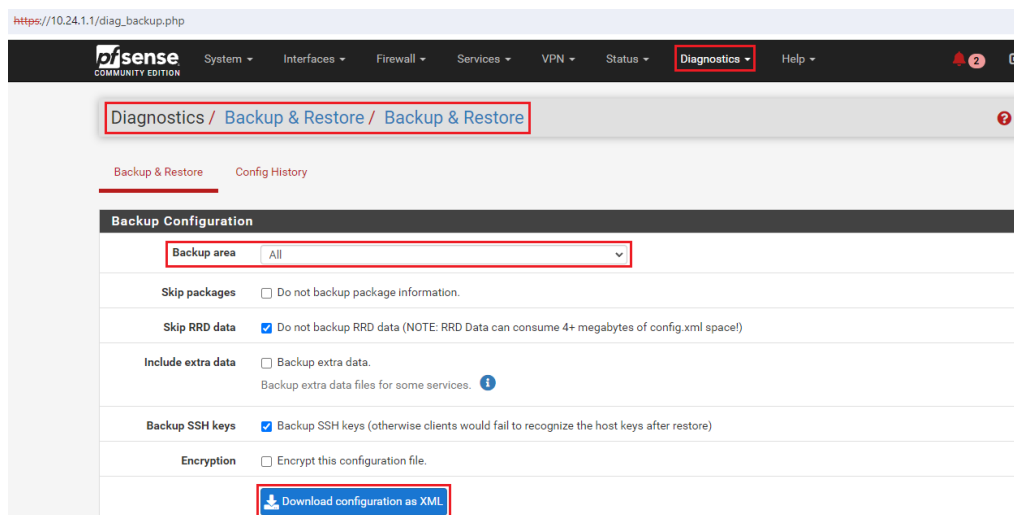 https://10.24.1.1/diag_backup.php
pfsense System Interfaces Firewall Services VPN Status Diagnostics Help 2
COMMUNITY EDITION
Diagnostics / Backup & Restore / Backup & Restore
Backup & Restore Config History
Backup Configuration
Backup area All
Skip packages Do not backup package information.
Skip RRD data Do not backup RRD data (NOTE: RRD Data can consume 4+ megabytes of config.xml space!)
Include extra data Backup extra data.
Backup extra data files for some services.
Backup SSH keys Backup SSH keys (otherwise clients would fail to recognize the host keys after restore)
Encryption Encrypt this configuration file.
Download configuration as XML